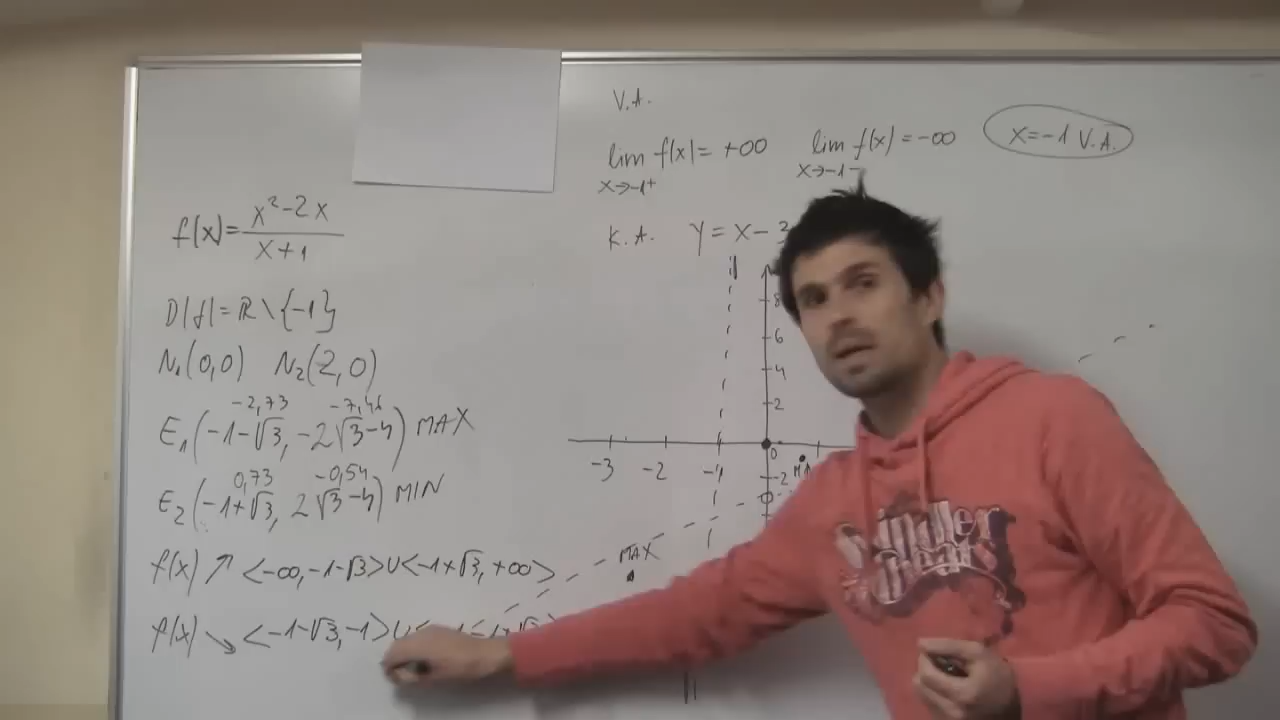 V.A.
lim f(x) = +∞
x→-1⁺
lim f(x) = -∞
x→-1⁻
x=-1 V.A.
f(x)= (x²-2x)/(x+1)
K.A. y = x - 3
D(f)=ℝ∖{-1}
N₁(0,0) N₂(2,0)
-2,73 -7,46
E₁(-1-√3, -2√3-4) MAX
0,73 -0,54
E₂(-1+√3, 2√3-4) MIN
f(x) ↗ <-∞,-1-√3>∪<-1+√3,+∞>
f(x) ↘ <-1-√3,-1>∪
8
6
4
2
-3 -2 -1 0
-2
MAX